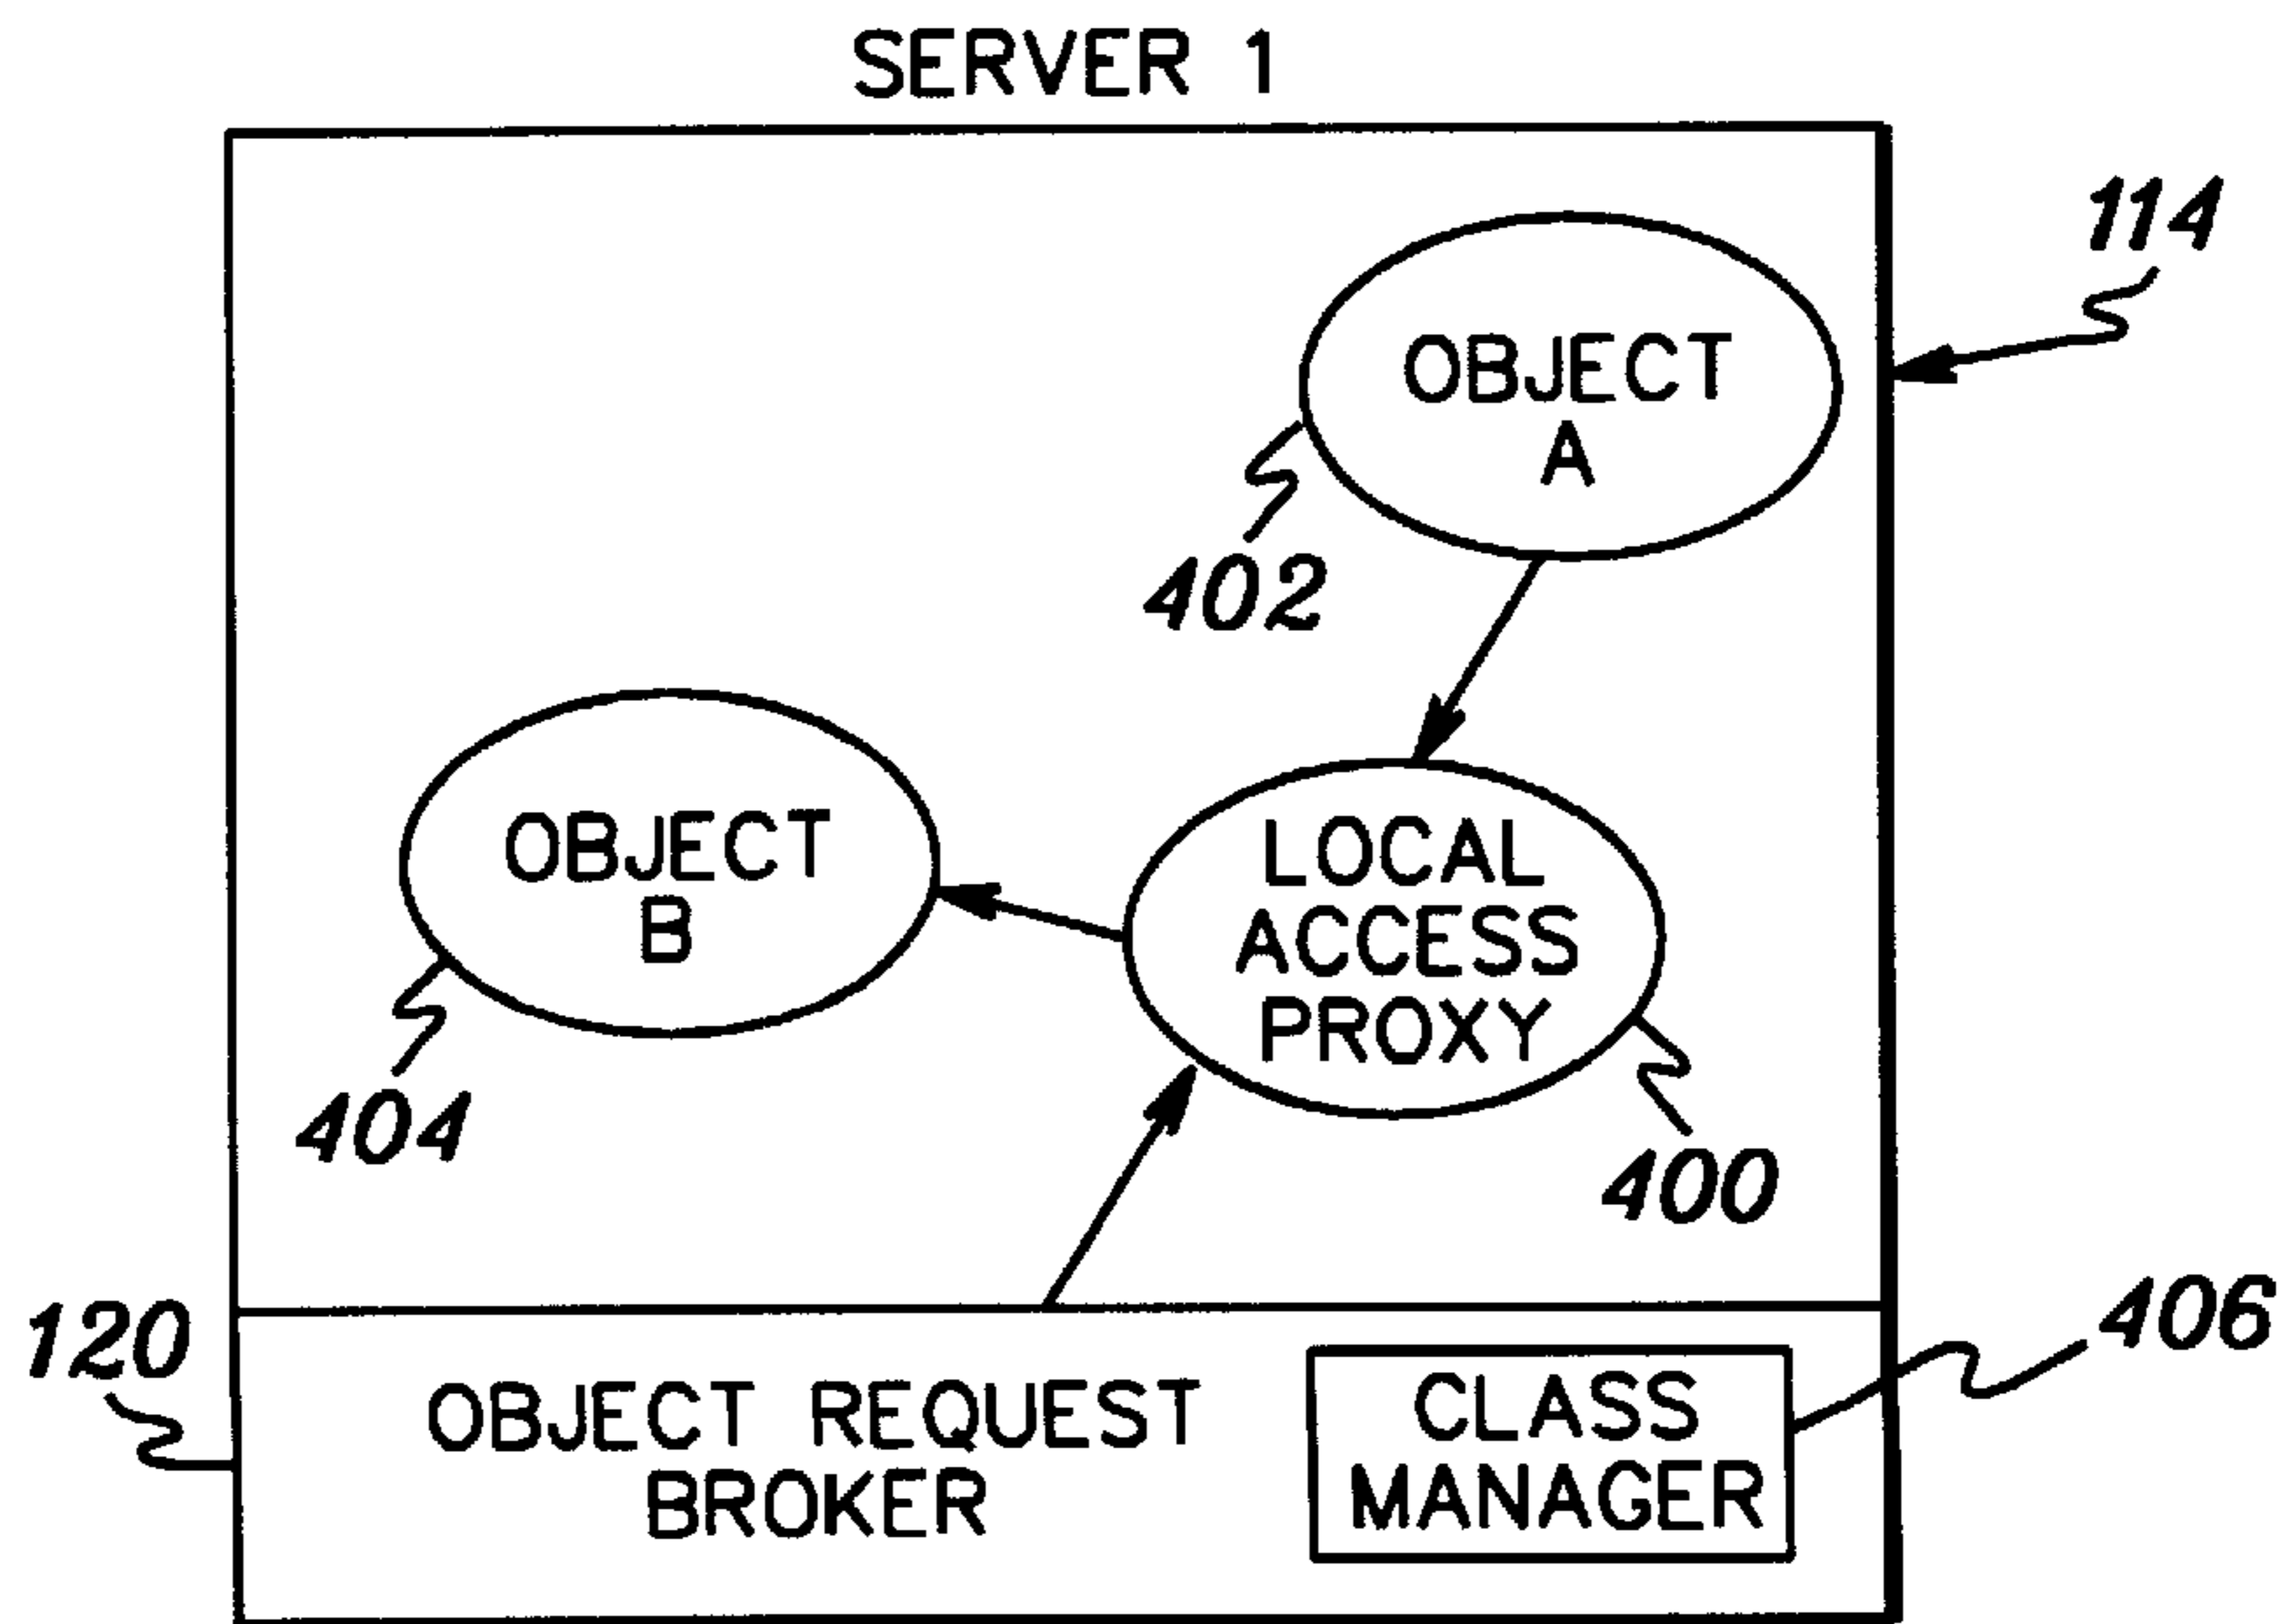 SERVER 1
114
OBJECT
A
402
OBJECT
B
LOCAL
ACCESS
PROXY
404
400
120
406
OBJECT REQUEST
BROKER
CLASS
MANAGER